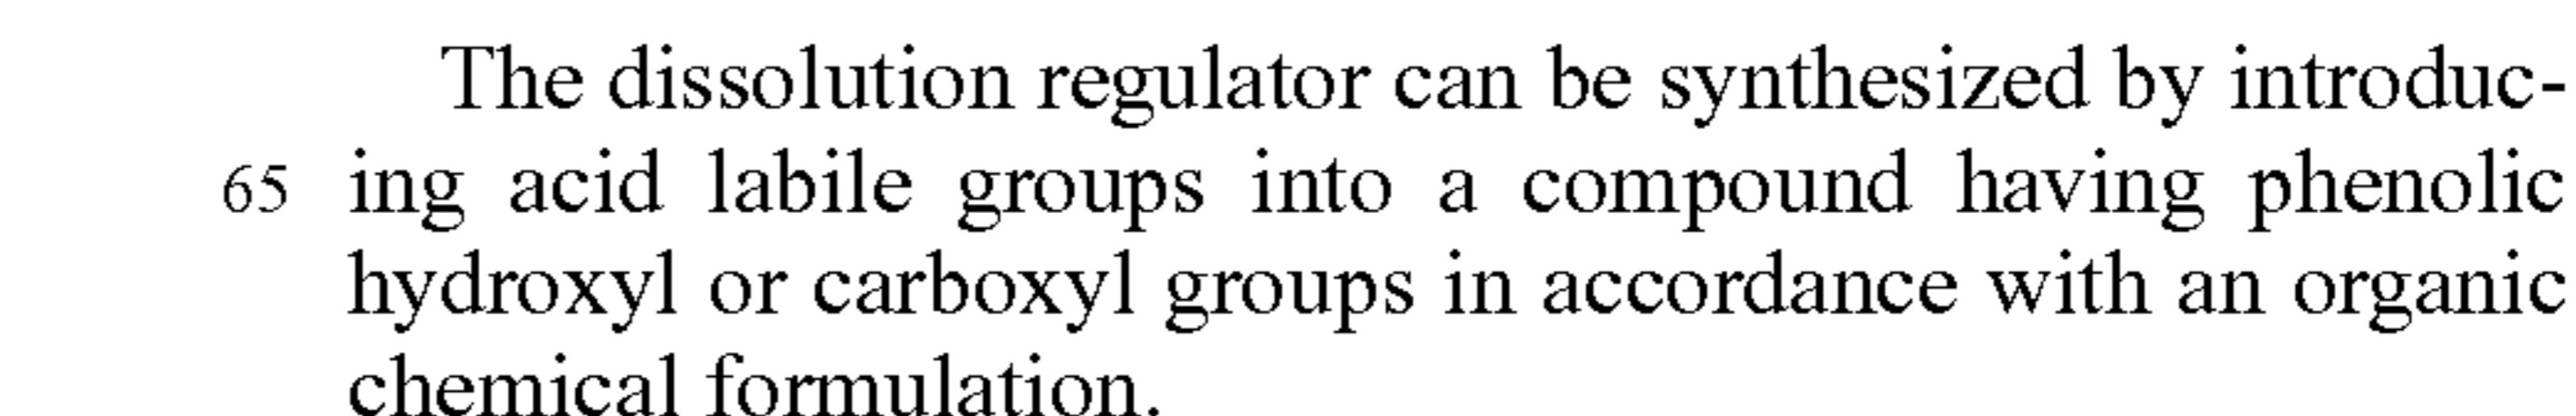 The dissolution regulator can be synthesized by introduc-
65 ing acid labile groups into a compound having phenolic
hydroxyl or carboxyl groups in accordance with an organic
chemical formulation.